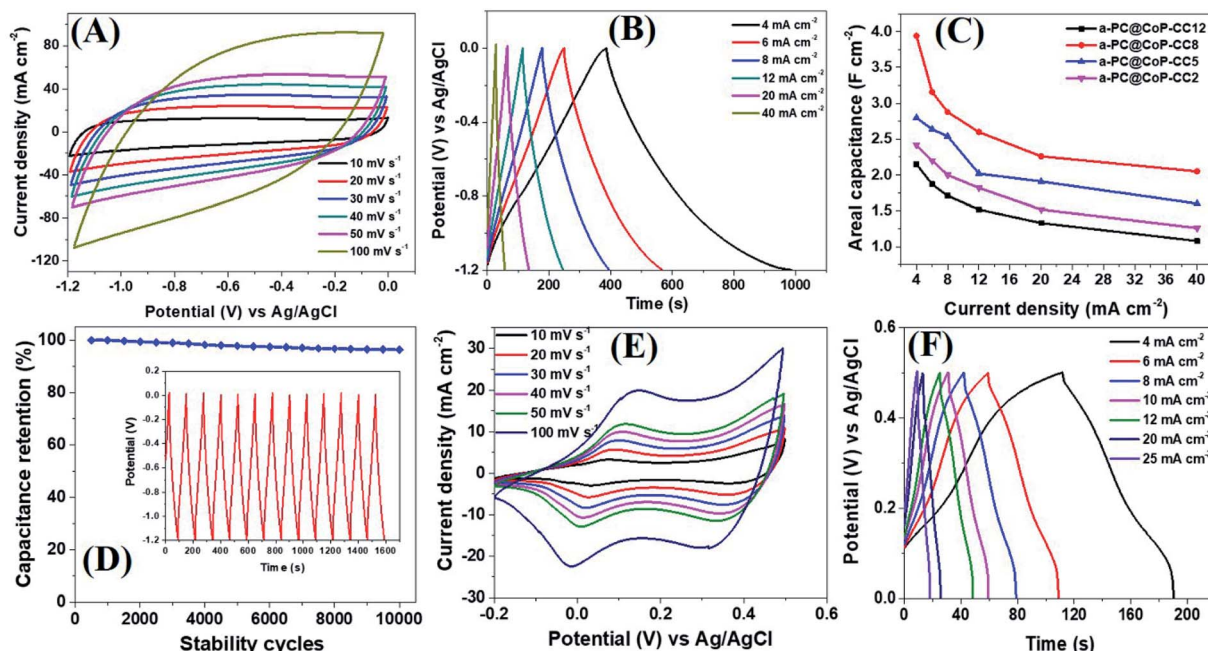 (A)
Current density (mA cm-2)
80
40
0
-40
-80
-120
10 mV s-1
20 mV s-1
30 mV s-1
40 mV s-1
50 mV s-1
100 mV s-1
-1.2 -1.0 -0.8 -0.6 -0.4 -0.2 0.0
Potential (V) vs Ag/AgCl
(B)
Potential (V) vs Ag/AgCl
0.0
-0.4
-0.8
-1.2
4 mA cm-2
6 mA cm-2
8 mA cm-2
12 mA cm-2
20 mA cm-2
40 mA cm-2
0 200 400 600 800 1000
Time (s)
(C)
Areal capacitance (F cm-2)
4.0
3.5
3.0
2.5
2.0
1.5
1.0
a-PC@CoP-CC12
a-PC@CoP-CC8
a-PC@CoP-CC5
a-PC@CoP-CC2
4 8 12 16 20 24 28 32 36 40
Current density (mA cm-2)
(D)
Capacitance retention (%)
100
80
60
40
20
0
Potential (V)
0.2
0.0
-0.2
-0.4
-0.6
-0.8
-1.0
-1.2
0 200 400 600 800 1000 1200 1400 1600
Time (s)
0 2000 4000 6000 8000 10000
Stability cycles
(E)
Current density (mA cm-2)
30
20
10
0
-10
-20
-30
10 mV s-1
20 mV s-1
30 mV s-1
40 mV s-1
50 mV s-1
100 mV s-1
-0.2 0.0 0.2 0.4 0.6
Potential (V) vs Ag/AgCl
(F)
Potential (V) vs Ag/AgCl
0.6
0.4
0.2
0.0
4 mA cm-2
6 mA cm-2
8 mA cm-2
10 mA cm-2
12 mA cm-2
20 mA cm-2
25 mA cm-2
0 40 80 120 160 200
Time (s)